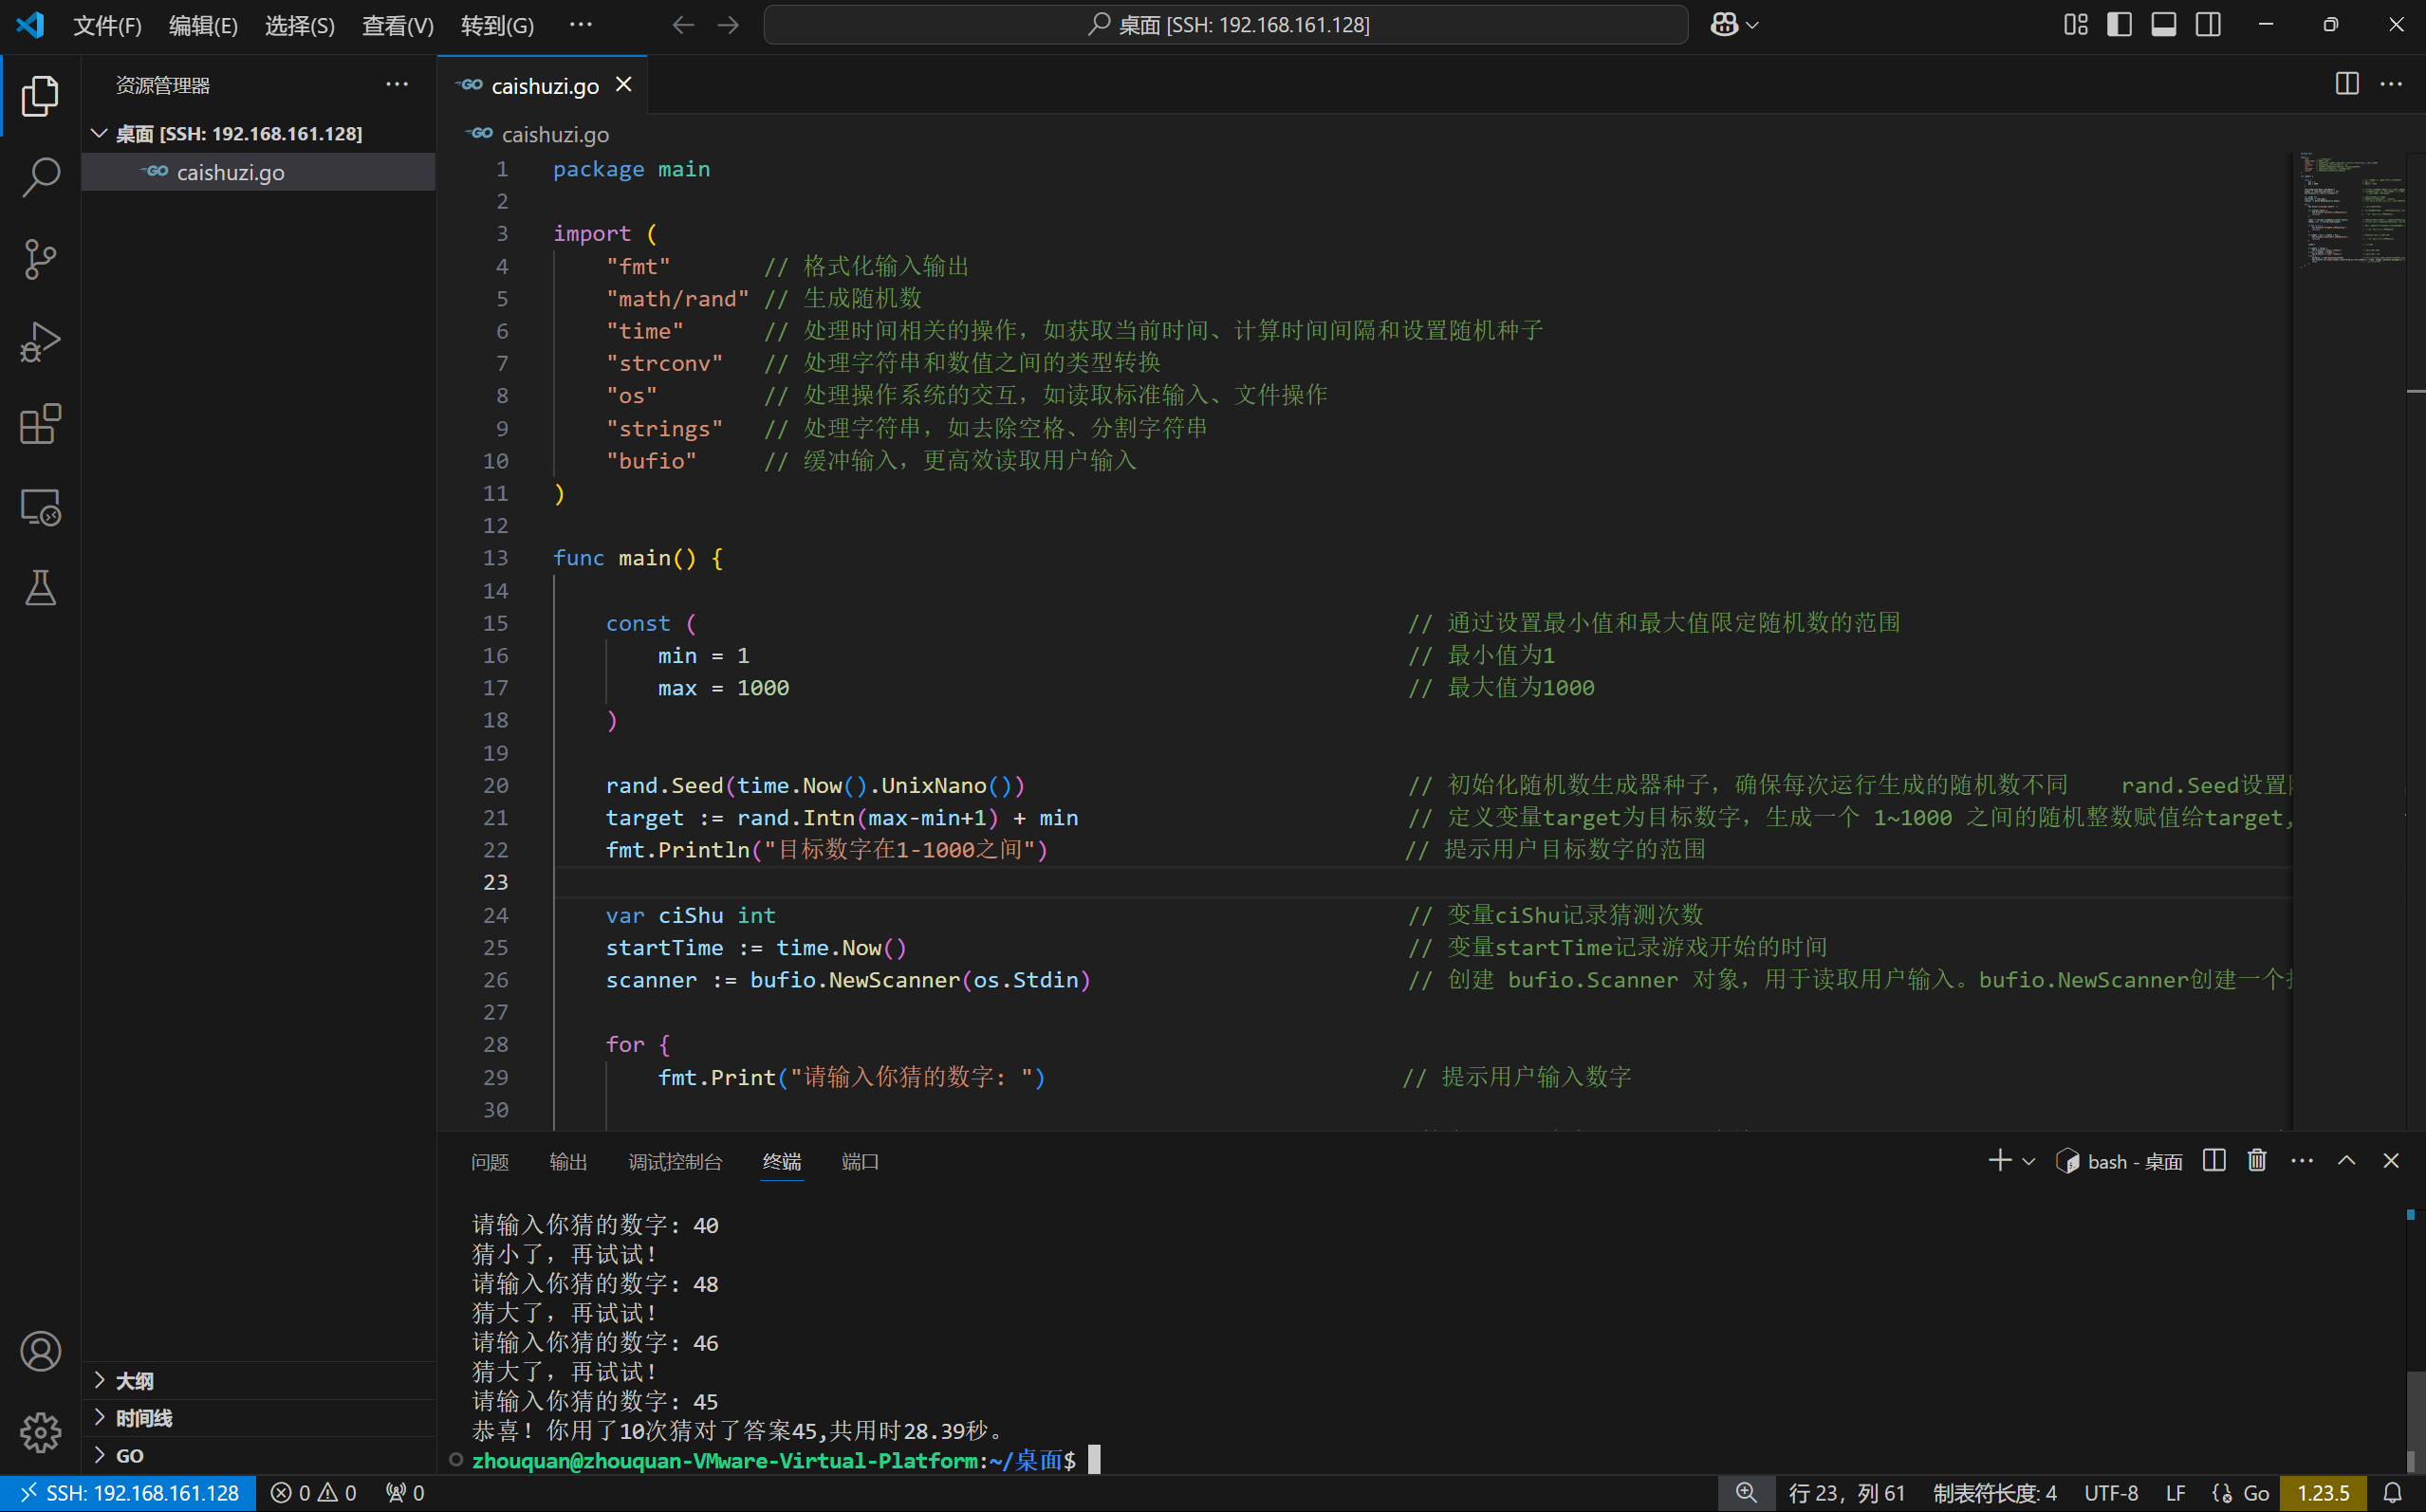 文件(F) 编辑(E) 选择(S) 查看(V) 转到(G) ··· 桌面 [SSH: 192.168.161.128]
资源管理器
桌面 [SSH: 192.168.161.128]
caishuzi.go
caishuzi.go
caishuzi.go
1 package main
2
3 import (
4 "fmt" // 格式化输入输出
5 "math/rand" // 生成随机数
6 "time" // 处理时间相关的操作，如获取当前时间、计算时间间隔和设置随机种子
7 "strconv" // 处理字符串和数值之间的类型转换
8 "os" // 处理操作系统的交互，如读取标准输入、文件操作
9 "strings" // 处理字符串，如去除空格、分割字符串
10 "bufio" // 缓冲输入，更高效读取用户输入
11 )
12
13 func main() {
14
15 const ( // 通过设置最小值和最大值限定随机数的范围
16 min = 1 // 最小值为1
17 max = 1000 // 最大值为1000
18 )
19
20 rand.Seed(time.Now().UnixNano()) // 初始化随机数生成器种子，确保每次运行生成的随机数不同 rand.Seed设置
21 target := rand.Intn(max-min+1) + min // 定义变量target为目标数字，生成一个 1~1000 之间的随机整数赋值给target,
22 fmt.Println("目标数字在1-1000之间") // 提示用户目标数字的范围
23
24 var ciShu int // 变量ciShu记录猜测次数
25 startTime := time.Now() // 变量startTime记录游戏开始的时间
26 scanner := bufio.NewScanner(os.Stdin) // 创建 bufio.Scanner 对象，用于读取用户输入。bufio.NewScanner创建一个
27
28 for {
29 fmt.Print("请输入你猜的数字: ") // 提示用户输入数字
30
问题 输出 调试控制台 终端 端口 bash - 桌面
请输入你猜的数字: 40
猜小了，再试试！
请输入你猜的数字: 48
猜大了，再试试！
请输入你猜的数字: 46
猜大了，再试试！
请输入你猜的数字: 45
恭喜！你用了10次猜对了答案45,共用时28.39秒。
zhouquan@zhouquan-VMware-Virtual-Platform:~/桌面$
大纲
时间线
GO
SSH: 192.168.161.128 0 0 0 行 23，列 61 制表符长度: 4 UTF-8 LF Go 1.23.5